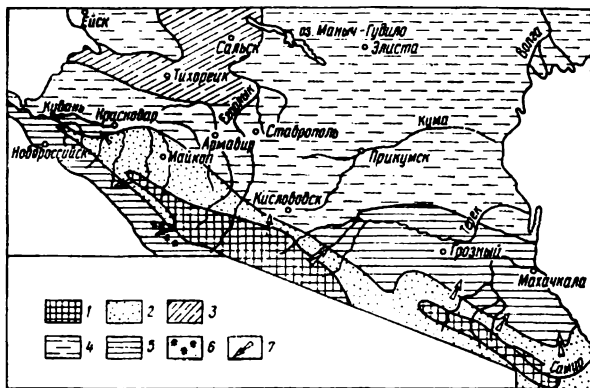 Ейск
оз. Маныч-Гудило
Сальск
Элиста
Волга
Тихорецк
Егорлык
Кубань
Краснодар
Кума
Ставрополь
Армавир
Новороссийск
Майкоп
Прикумск
Кисловодск
Терек
Грозный
Махачкала
Самур
1
2
3
4
5
6
7